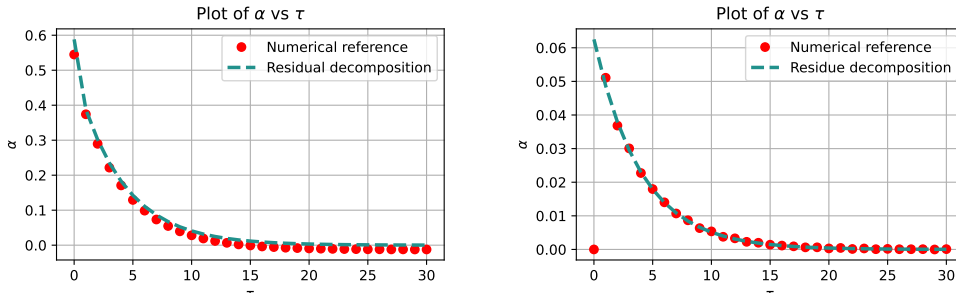 Plot of α vs τ
0.6
0.5
0.4
0.3
0.2
0.1
0.0
α
Numerical reference
Residual decomposition
0 5 10 15 20 25 30
Plot of α vs τ
0.06
0.05
0.04
0.03
0.02
0.01
0.00
α
Numerical reference
Residue decomposition
0 5 10 15 20 25 30